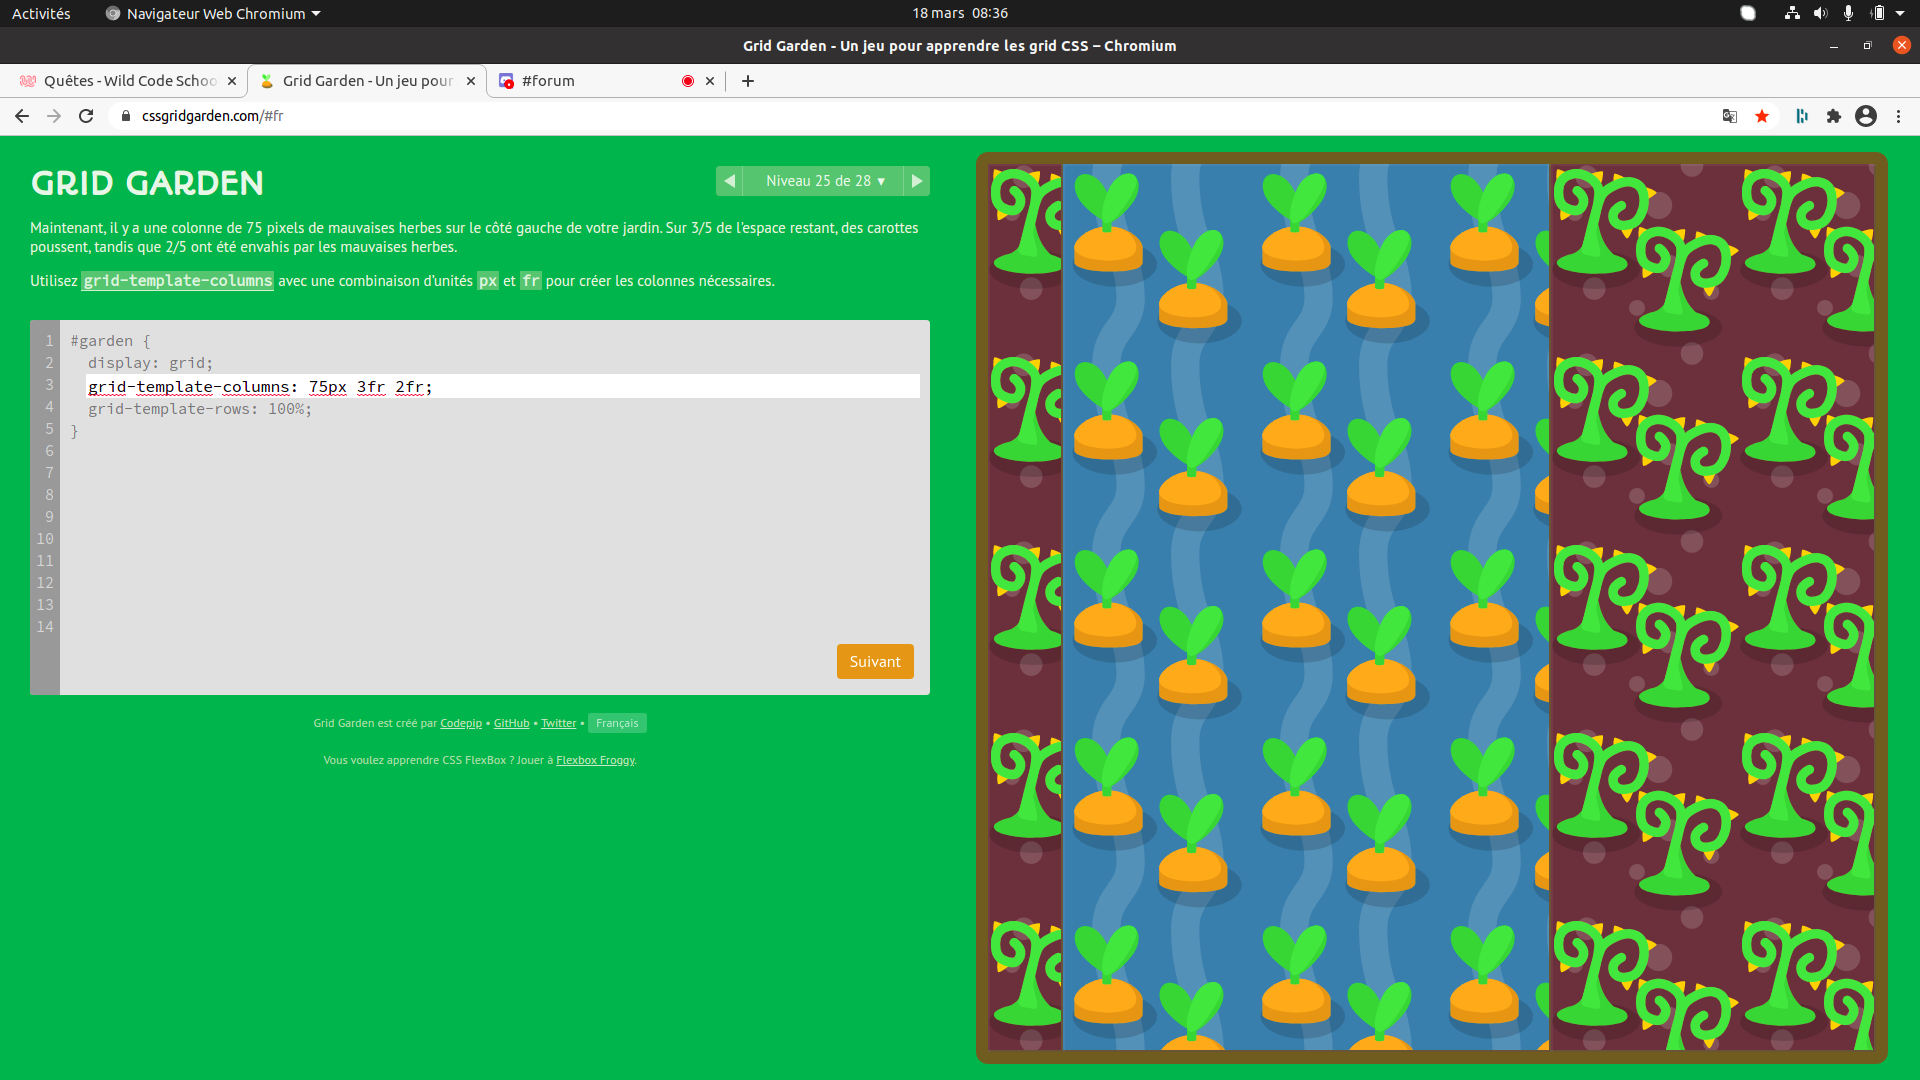 Activités
Navigateur Web Chromium
18 mars 08:36
Grid Garden - Un jeu pour apprendre les grid CSS – Chromium
Quêtes - Wild Code Schoo
Grid Garden - Un jeu pour
#forum
cssgridgarden.com/#fr
GRID GARDEN
Niveau 25 de 28 ▾
Maintenant, il y a une colonne de 75 pixels de mauvaises herbes sur le côté gauche de votre jardin. Sur 3/5 de l'espace restant, des carottes
poussent, tandis que 2/5 ont été envahis par les mauvaises herbes.
Utilisez grid-template-columns avec une combinaison d'unités px et fr pour créer les colonnes nécessaires.
1 #garden {
2 display: grid;
3 grid-template-columns: 75px 3fr 2fr;
4 grid-template-rows: 100%;
5 }
6
7
8
9
10
11
12
13
14
Suivant
Grid Garden est créé par Codepip • GitHub • Twitter • Français
Vous voulez apprendre CSS FlexBox ? Jouer à Flexbox Froggy.